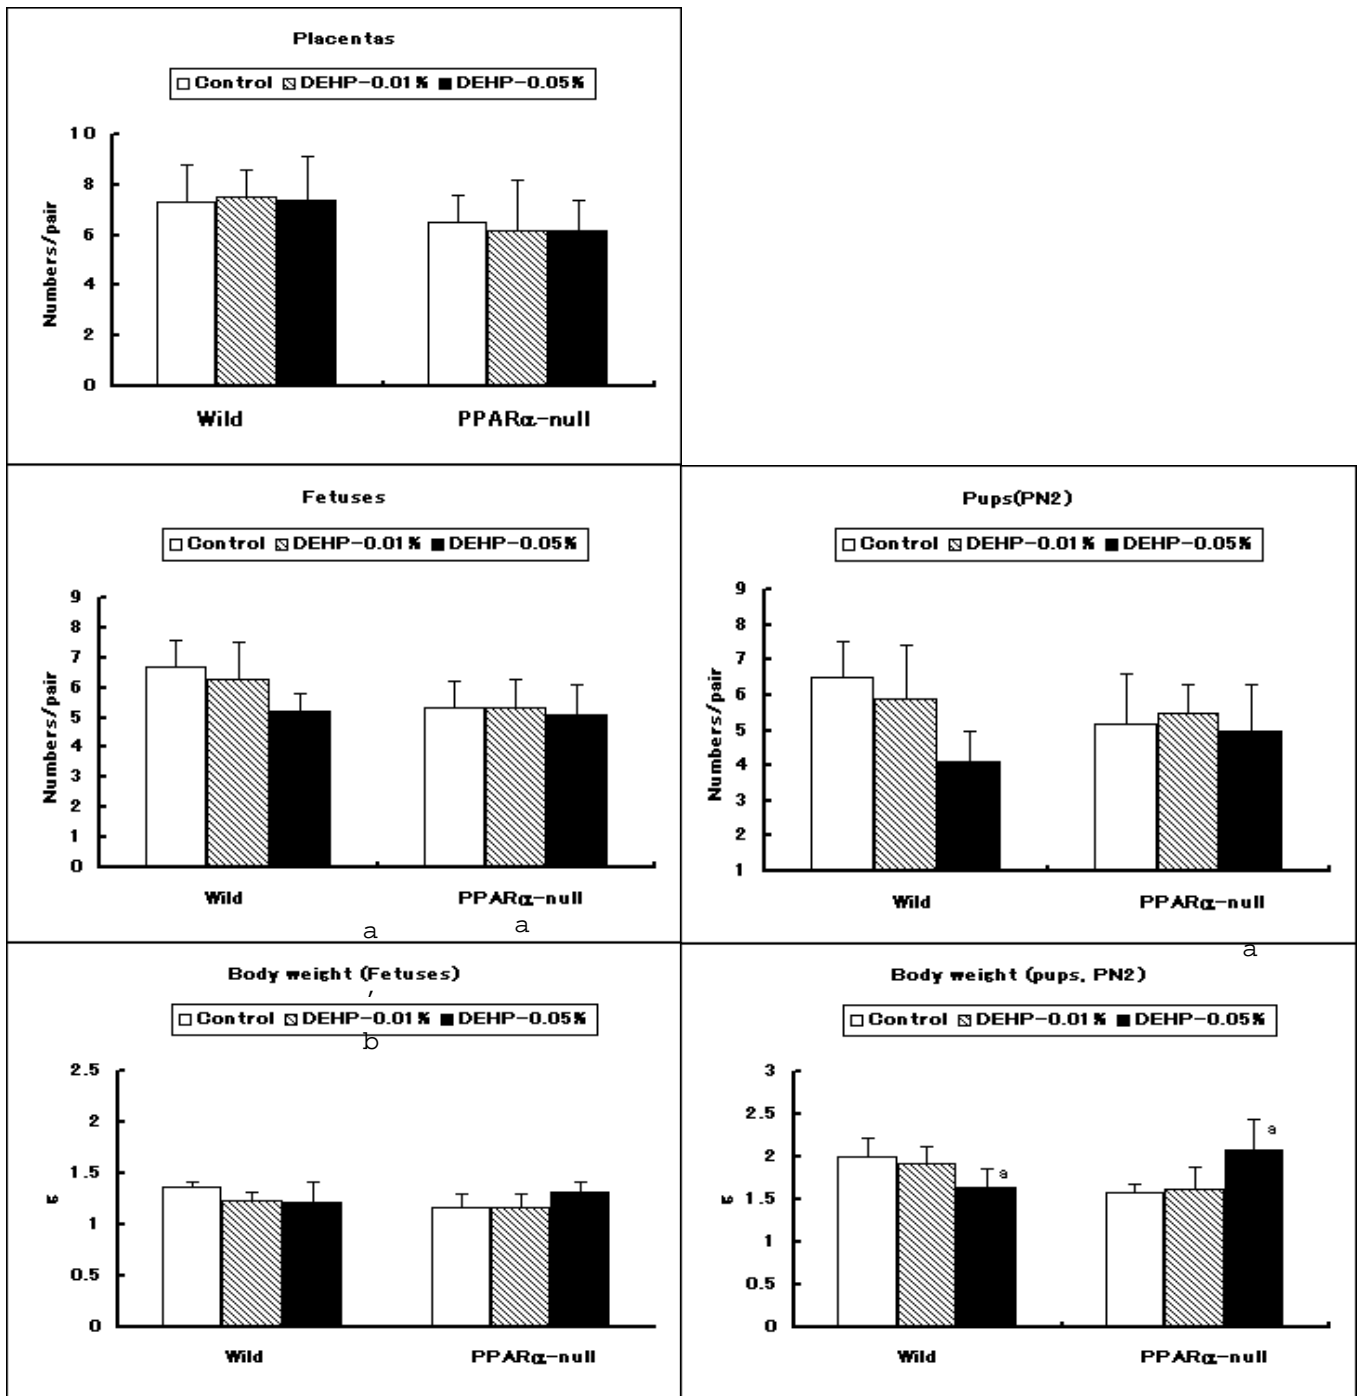 Placentas
Control DEHP-0.01% DEHP-0.05%
10
8
6
4
2
0
Numbers/pair
Wild PPARα-null
Fetuses
Control DEHP-0.01% DEHP-0.05%
9
8
7
6
5
4
3
2
1
0
Numbers/pair
Wild PPARα-null
a a
Pups(PN2)
Control DEHP-0.01% DEHP-0.05%
9
8
7
6
5
4
3
2
1
Numbers/pair
Wild PPARα-null
a
Body weight (Fetuses)
,
Control DEHP-0.01% DEHP-0.05%
b
2.5
2
1.5
1
0.5
0
g
Wild PPARα-null
Body weight (pups, PN2)
Control DEHP-0.01% DEHP-0.05%
3
2.5
2
1.5
1
0.5
0
g
a
a
Wild PPARα-null